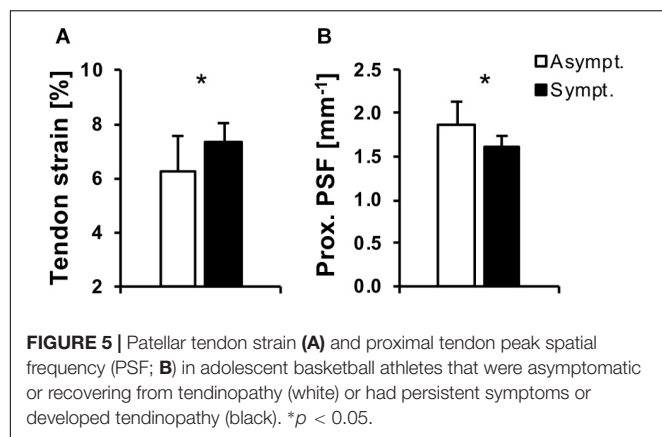 A
B
Tendon strain [%]
10
8
6
4
2
*
Prox. PSF [mm-1]
2.5
2.0
1.5
1.0
0.5
0.0
*
Asympt.
Sympt.
FIGURE 5 | Patellar tendon strain (A) and proximal tendon peak spatial
frequency (PSF; B) in adolescent basketball athletes that were asymptomatic
or recovering from tendinopathy (white) or had persistent symptoms or
developed tendinopathy (black). *p < 0.05.